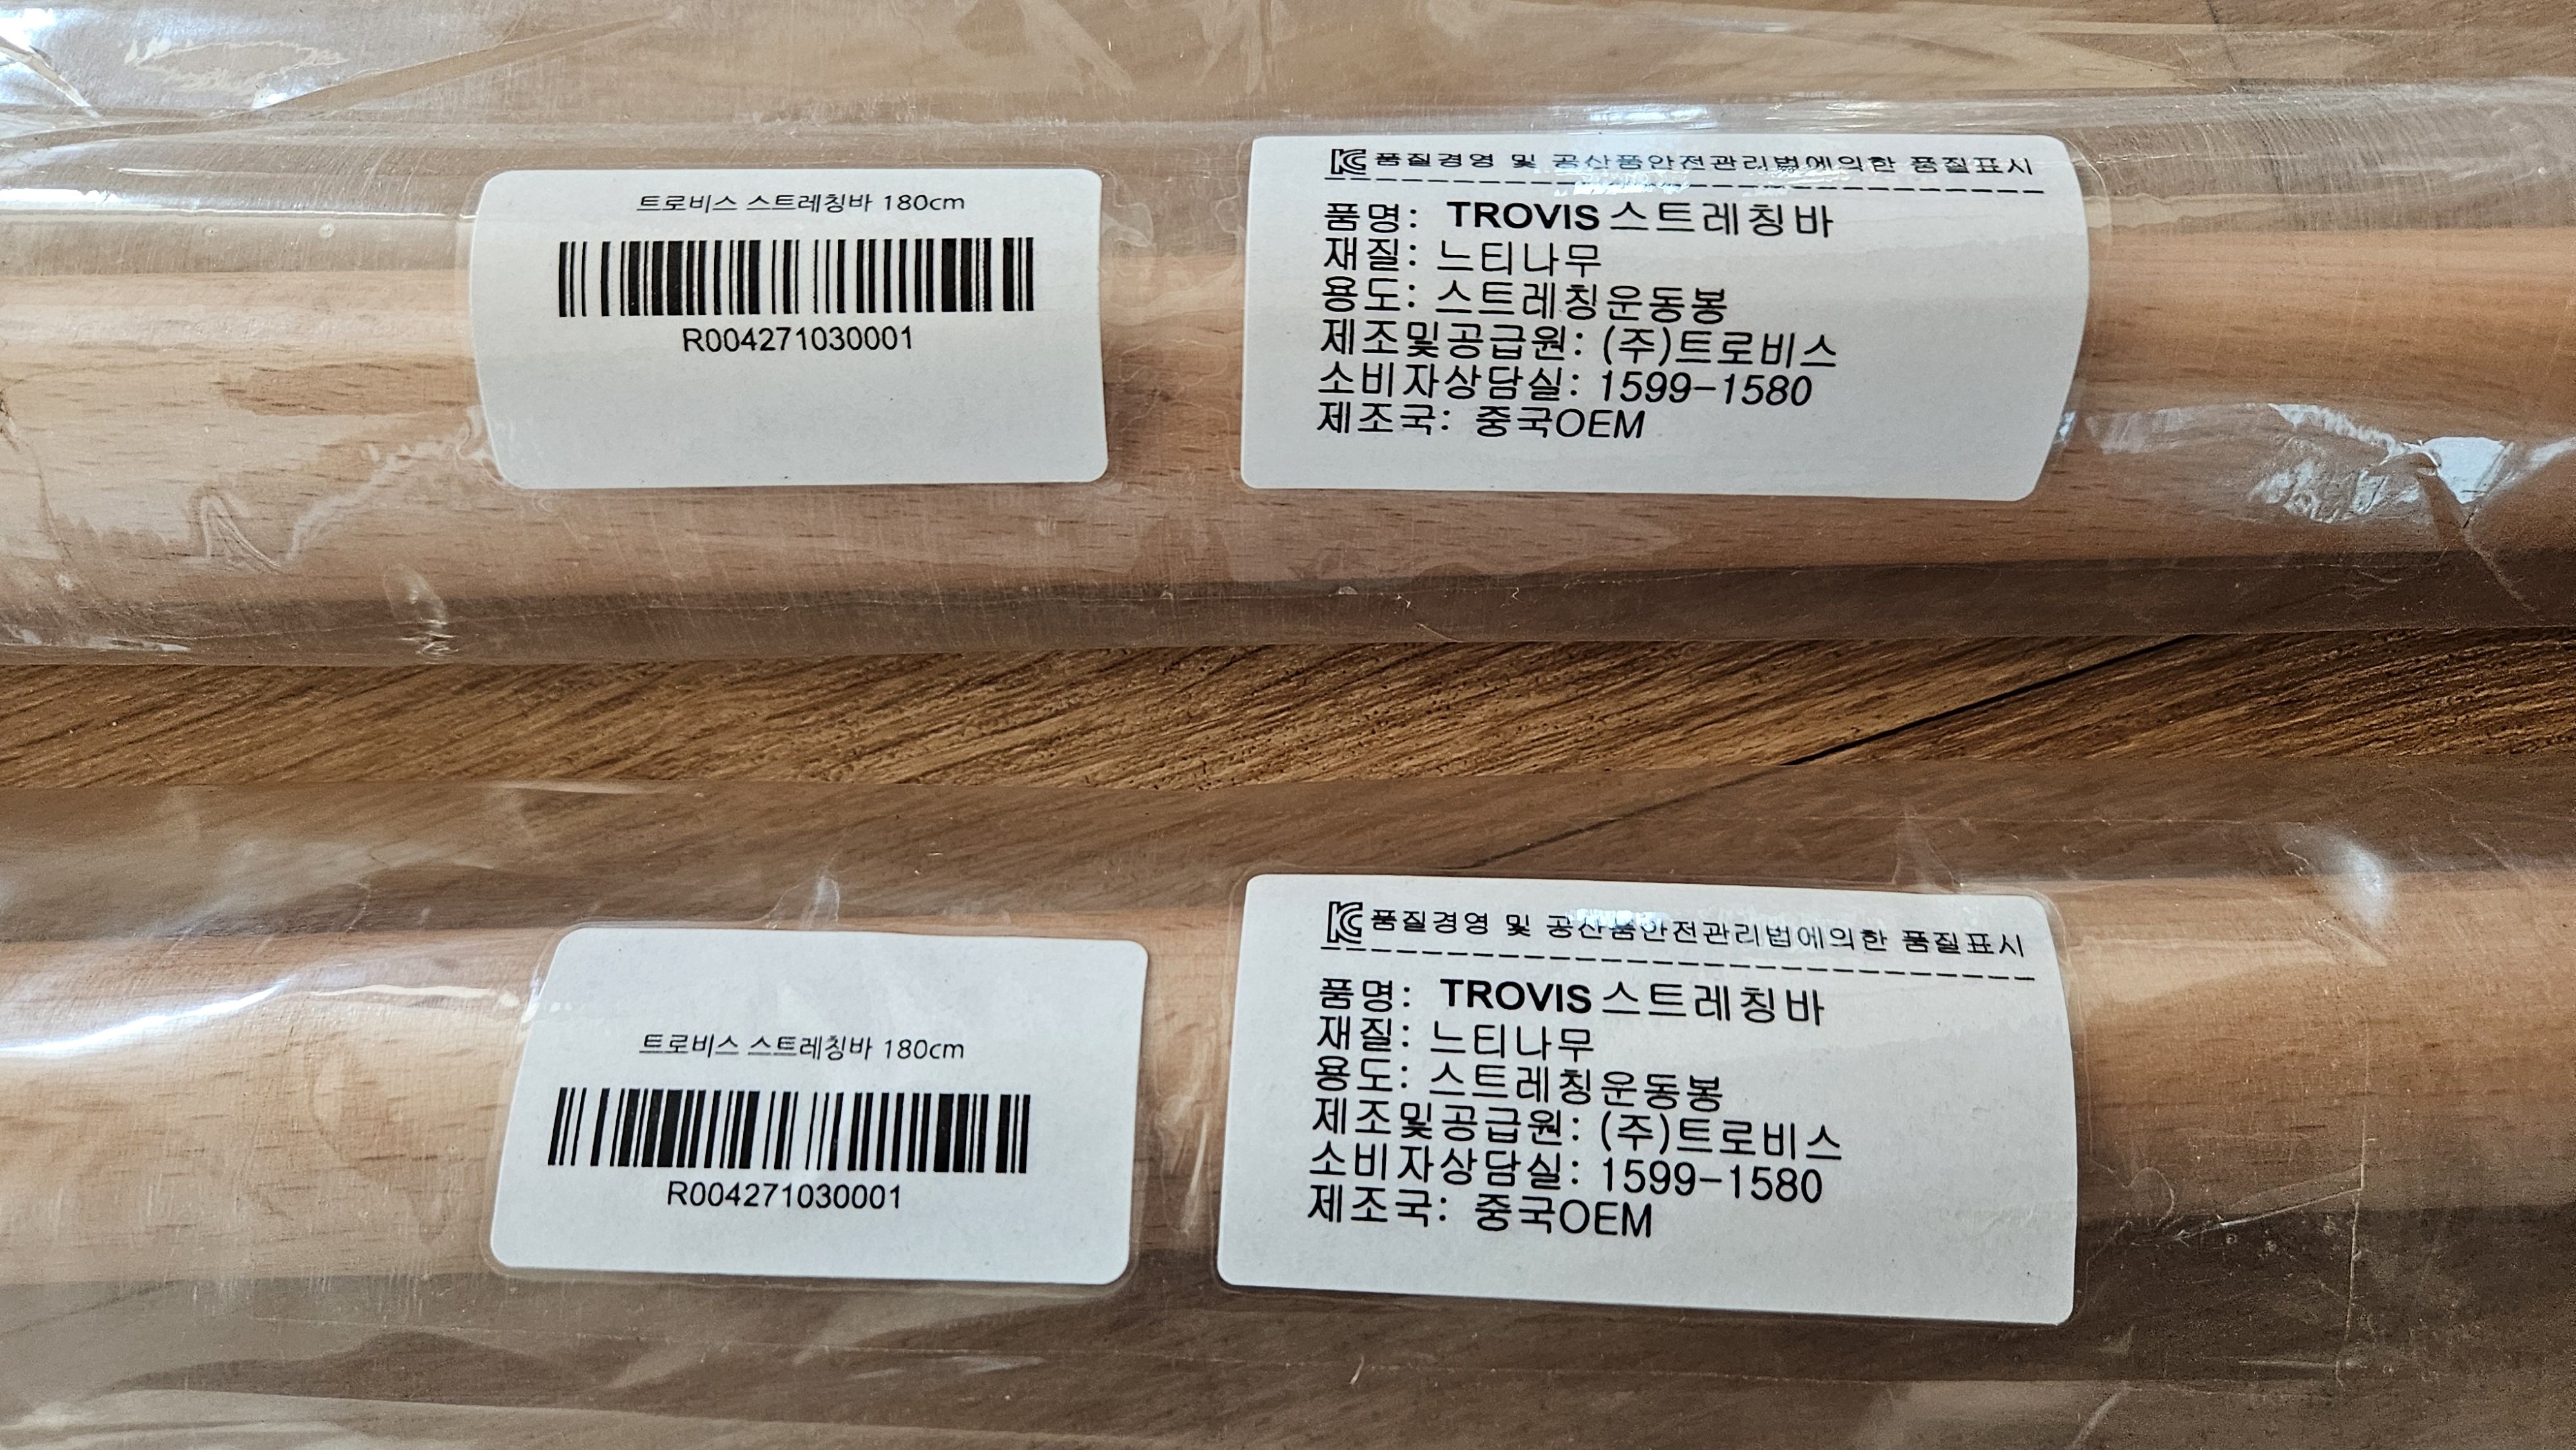 트로비스 스트레칭바 180cm
R004271030001
KC 품질경영 및 공산품안전관리법에의한 품질표시
품명: TROVIS 스트레칭바
재질: 느티나무
용도: 스트레칭운동봉
제조및공급원: (주)트로비스
소비자상담실: 1599-1580
제조국: 중국OEM
트로비스 스트레칭바 180cm
R004271030001
KC 품질경영 및 공산품안전관리법에의한 품질표시
품명: TROVIS 스트레칭바
재질: 느티나무
용도: 스트레칭운동봉
제조및공급원: (주)트로비스
소비자상담실: 1599-1580
제조국: 중국OEM